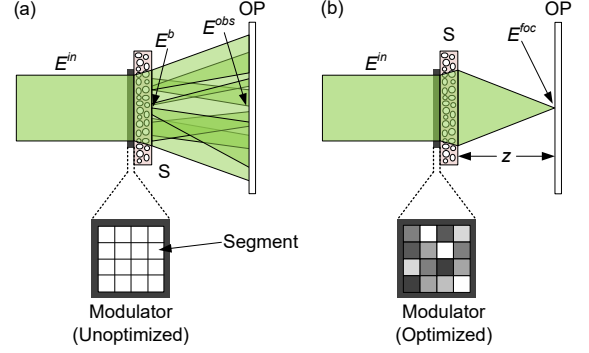 (a)
OP
E^in
E^b
E^obs
S
Segment
Modulator
(Unoptimized)
(b)
OP
S
E^in
E^foc
z
Modulator
(Optimized)